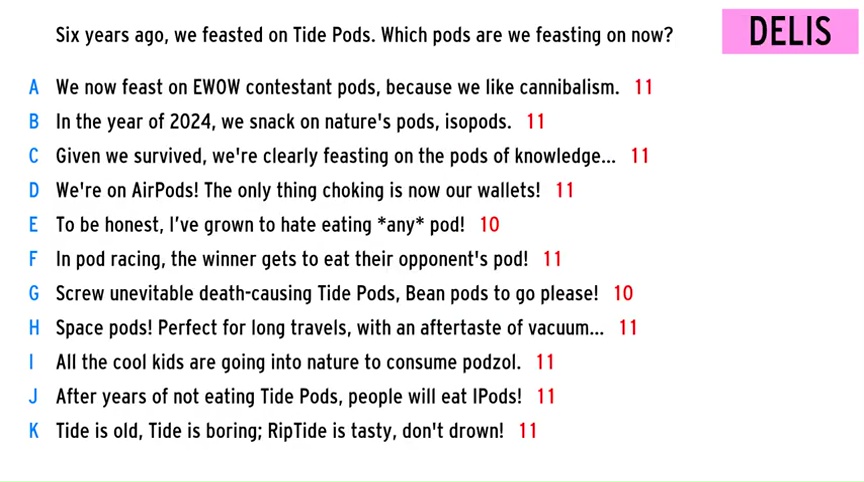 Six years ago, we feasted on Tide Pods. Which pods are we feasting on now?
DELIS
A We now feast on EWOW contestant pods, because we like cannibalism. 11
B In the year of 2024, we snack on nature's pods, isopods. 11
C Given we survived, we're clearly feasting on the pods of knowledge... 11
D We're on AirPods! The only thing choking is now our wallets! 11
E To be honest, I’ve grown to hate eating *any* pod! 10
F In pod racing, the winner gets to eat their opponent's pod! 11
G Screw unevitable death-causing Tide Pods, Bean pods to go please! 10
H Space pods! Perfect for long travels, with an aftertaste of vacuum... 11
I All the cool kids are going into nature to consume podzol. 11
J After years of not eating Tide Pods, people will eat IPods! 11
K Tide is old, Tide is boring; RipTide is tasty, don't drown! 11